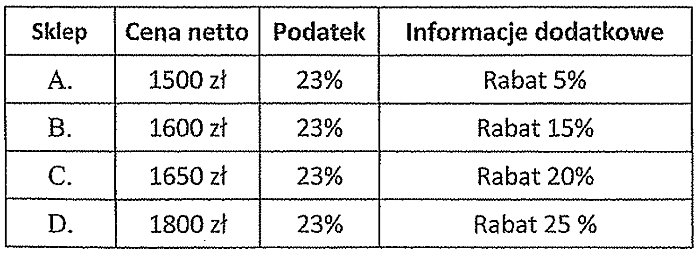 Sklep Cena netto Podatek Informacje dodatkowe
A. 1500 zł 23% Rabat 5%
B. 1600 zł 23% Rabat 15%
C. 1650 zł 23% Rabat 20%
D. 1800 zł 23% Rabat 25 %